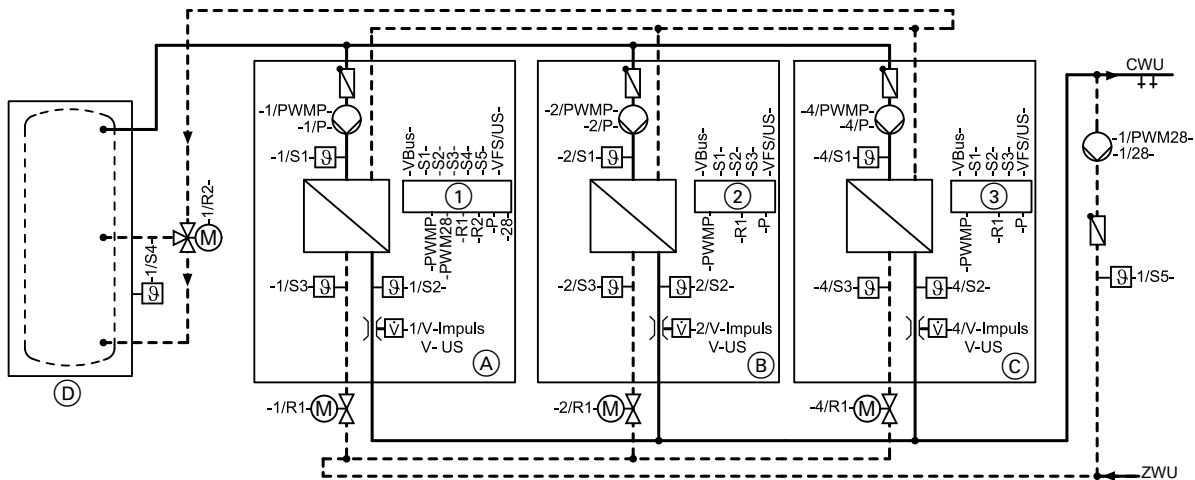 CWU
-1/PWM28-
-1/28-
-1/S5-
ZWU
-1/R2-
-1/S4-
D
M
-1/PWMP-
-1/P-
-1/S1
-VBus-
-S1-
-S2-
-S3-
-S4-
-S5-
-VFS/US-
1
-PWMP-
-PWM28-
-R1-
-R2-
-P-
-28-
-1/S3-
-1/S2-
V̇
-1/V-Impuls
V- US
A
-1/R1-
M
-2/PWMP-
-2/P-
-2/S1
-VBus-
-S1-
-S2-
-S3-
-VFS/US-
2
-PWMP-
-R1-
-P-
-2/S3-
-2/S2-
V̇
-2/V-Impuls
V-US
B
-2/R1-
M
-4/PWMP-
-4/P-
-4/S1
-VBus-
-S1-
-S2-
-S3-
-VFS/US-
3
-PWMP-
-R1-
-P-
-4/S3-
-4/S2-
V̇
-4/V-Impuls
V-US
C
-4/R1-
M
ϑ
ϑ
ϑ
ϑ
ϑ
ϑ
ϑ
ϑ
ϑ
ϑ
ϑ